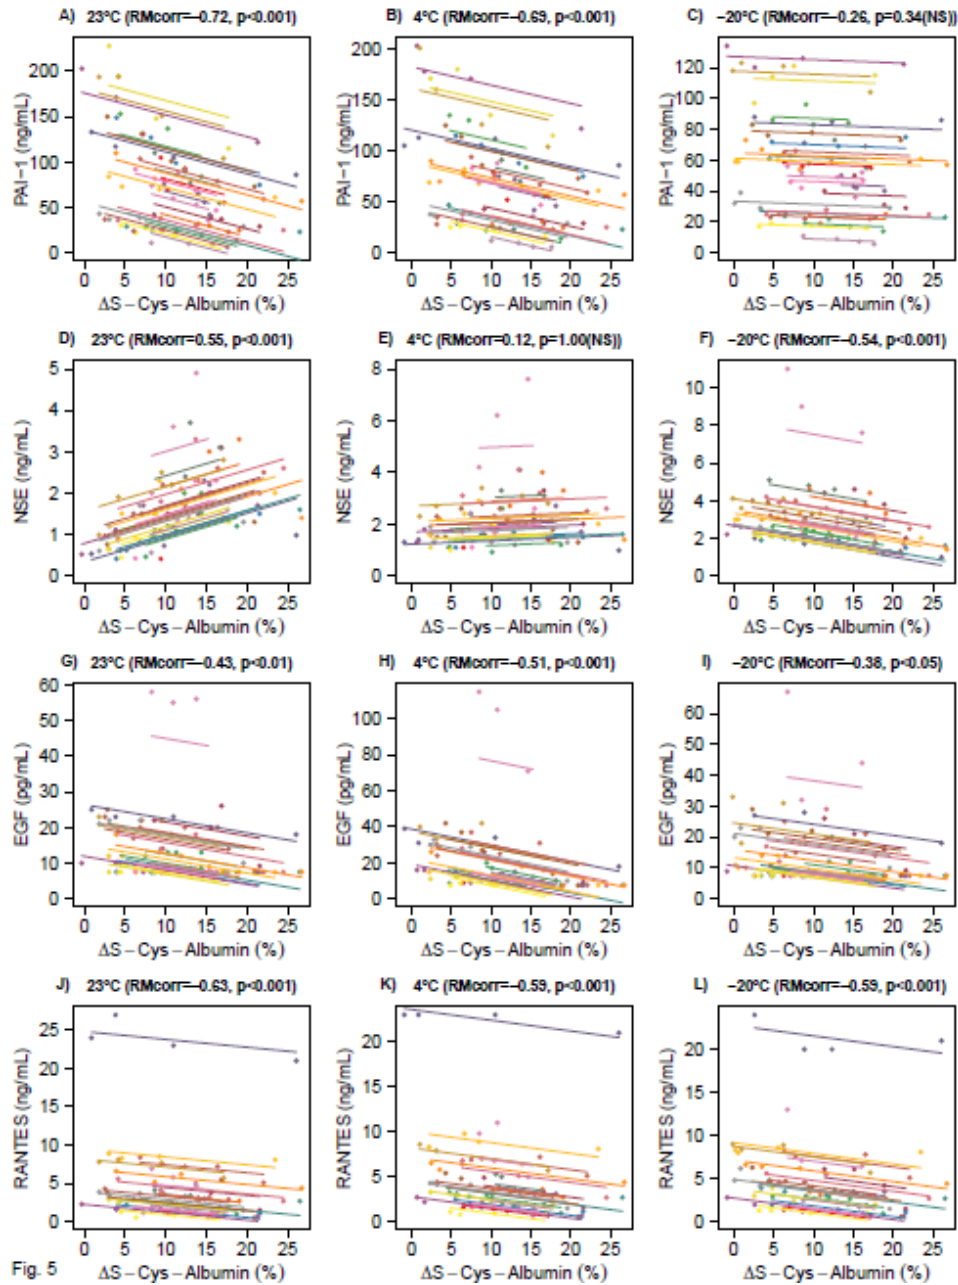 A) 23°C (RMcorr=−0.72, p<0.001)
B) 4°C (RMcorr=−0.69, p<0.001)
C) −20°C (RMcorr=−0.26, p=0.34(NS))
PAI−1 (ng/mL)
200
150
100
50
0
0 5 10 15 20 25
ΔS−Cys−Albumin (%)
PAI−1 (ng/mL)
200
150
100
50
0
0 5 10 15 20 25
ΔS−Cys−Albumin (%)
PAI−1 (ng/mL)
120
100
80
60
40
20
0
0 5 10 15 20 25
ΔS−Cys−Albumin (%)
D) 23°C (RMcorr=0.55, p<0.001)
E) 4°C (RMcorr=0.12, p=1.00(NS))
F) −20°C (RMcorr=−0.54, p<0.001)
NSE (ng/mL)
5
4
3
2
1
0
0 5 10 15 20 25
ΔS−Cys−Albumin (%)
NSE (ng/mL)
8
6
4
2
0
0 5 10 15 20 25
ΔS−Cys−Albumin (%)
NSE (ng/mL)
10
8
6
4
2
0
0 5 10 15 20 25
ΔS−Cys−Albumin (%)
G) 23°C (RMcorr=−0.43, p<0.01)
H) 4°C (RMcorr=−0.51, p<0.001)
I) −20°C (RMcorr=−0.38, p<0.05)
EGF (pg/mL)
60
50
40
30
20
10
0
0 5 10 15 20 25
ΔS−Cys−Albumin (%)
EGF (pg/mL)
100
80
60
40
20
0
0 5 10 15 20 25
ΔS−Cys−Albumin (%)
EGF (pg/mL)
60
50
40
30
20
10
0
0 5 10 15 20 25
ΔS−Cys−Albumin (%)
J) 23°C (RMcorr=−0.63, p<0.001)
K) 4°C (RMcorr=−0.59, p<0.001)
L) −20°C (RMcorr=−0.59, p<0.001)
RANTES (ng/mL)
25
20
15
10
5
0
0 5 10 15 20 25
ΔS−Cys−Albumin (%)
RANTES (ng/mL)
20
15
10
5
0
0 5 10 15 20 25
ΔS−Cys−Albumin (%)
RANTES (ng/mL)
20
15
10
5
0
0 5 10 15 20 25
ΔS−Cys−Albumin (%)
Fig. 5